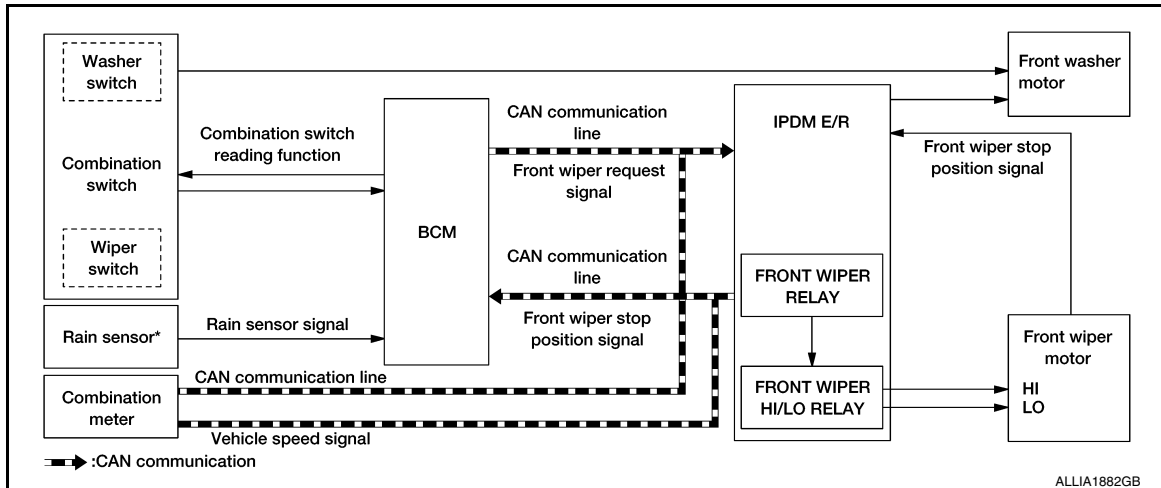 Washer
switch
Combination
switch
Wiper
switch
Rain sensor*
Combination
meter
Combination switch
reading function
Rain sensor signal
CAN communication line
Vehicle speed signal
BCM
CAN communication
line
Front wiper request
signal
CAN communication
line
Front wiper stop
position signal
IPDM E/R
FRONT WIPER
RELAY
FRONT WIPER
HI/LO RELAY
Front washer
motor
Front wiper stop
position signal
Front wiper
motor
HI
LO
:CAN communication
ALLIA1882GB